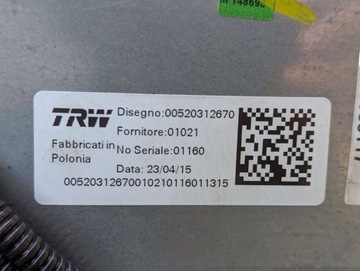 TRW
Disegno:00520312670
Fornitore:01021
Fabbricati in
Polonia
No Seriale:01160
Data: 23/04/15
00520312670010210116011315